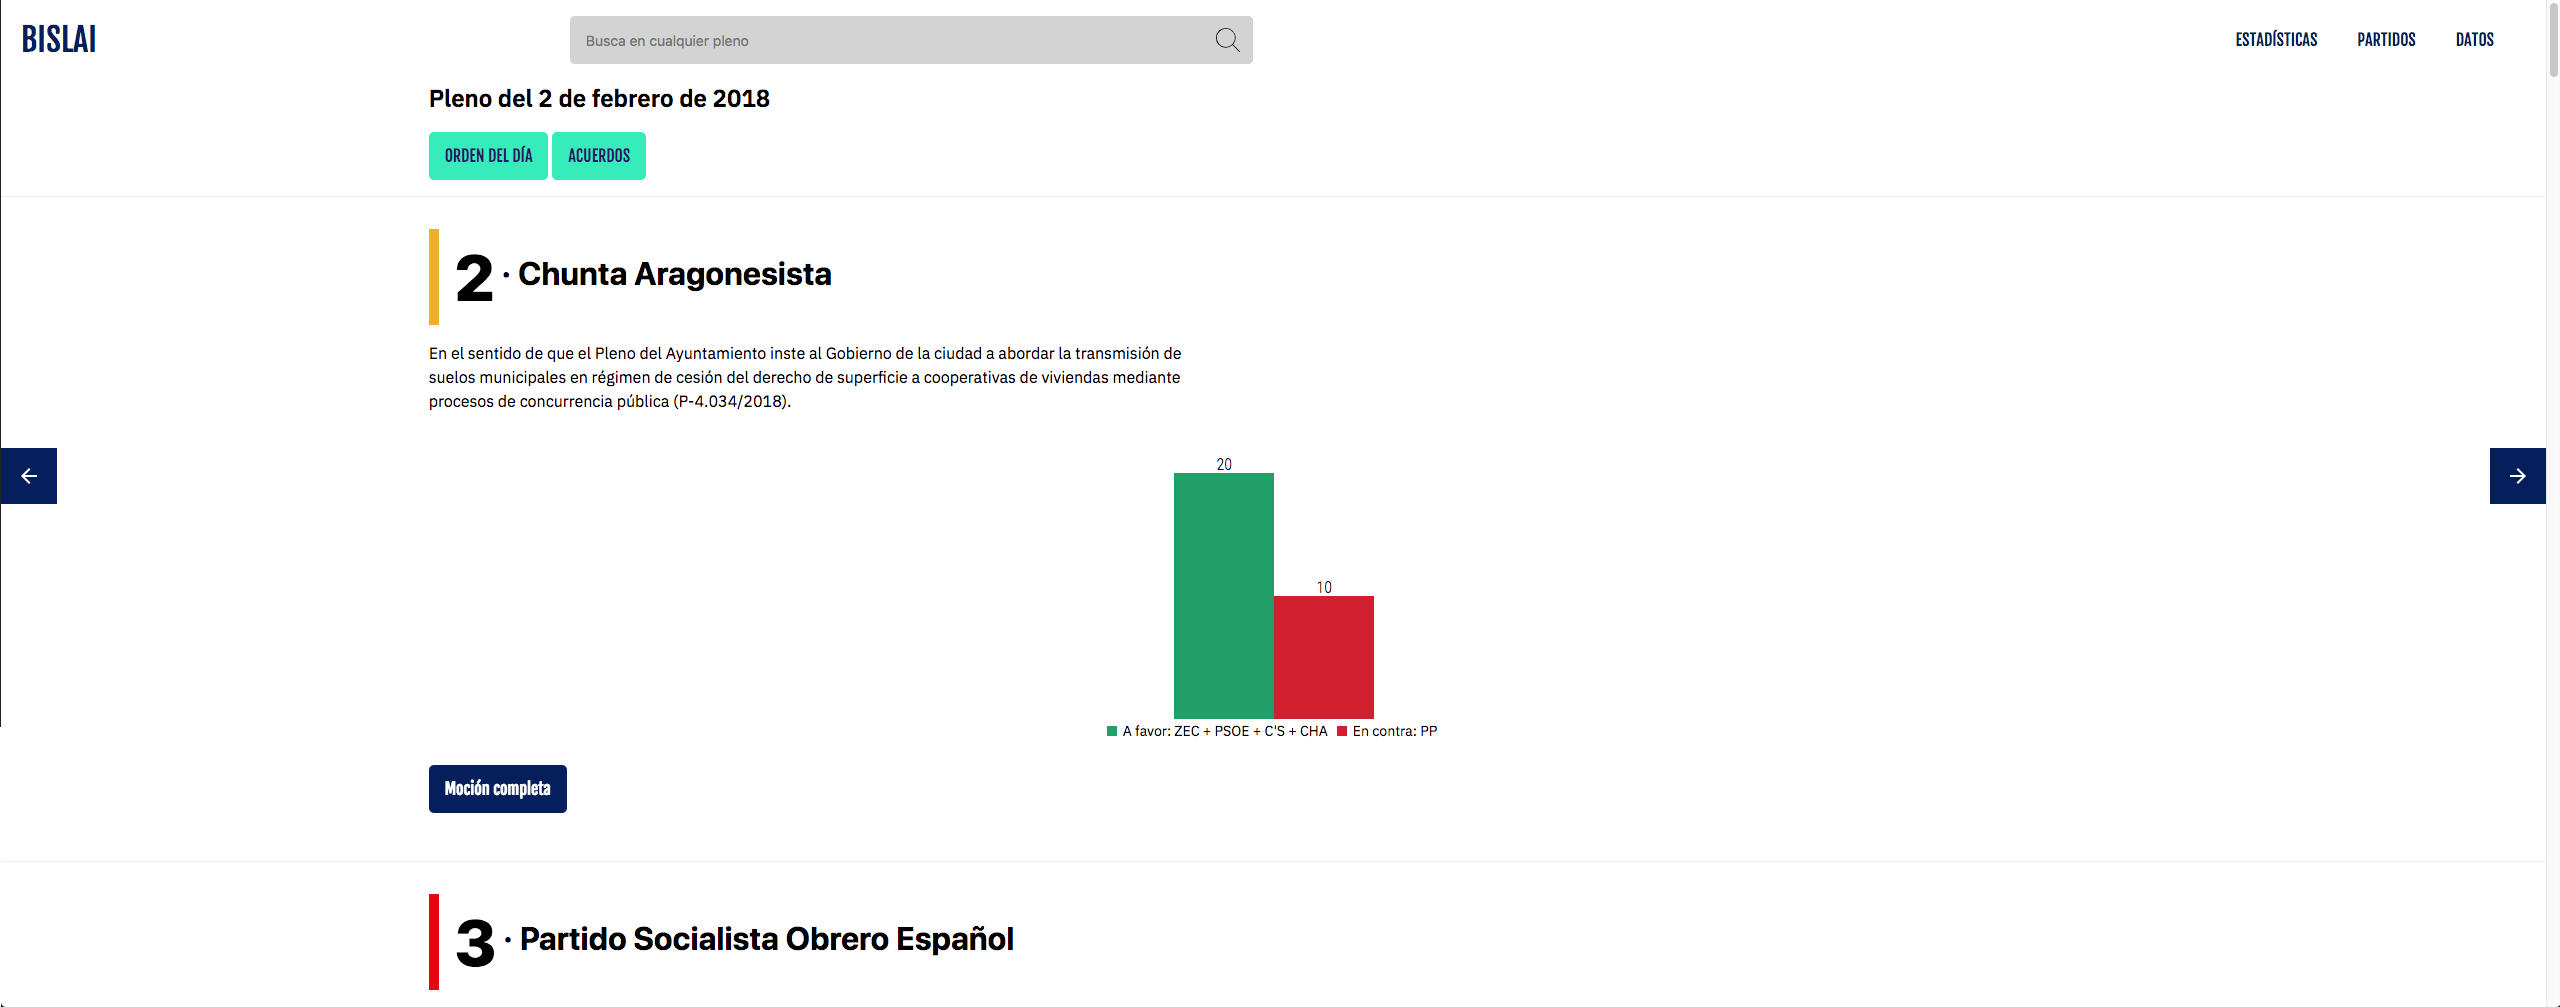 BISLAI
Busca en cualquier pleno
ESTADÍSTICAS PARTIDOS DATOS
Pleno del 2 de febrero de 2018
ORDEN DEL DÍA ACUERDOS
2 · Chunta Aragonesista
En el sentido de que el Pleno del Ayuntamiento inste al Gobierno de la ciudad a abordar la transmisión de
suelos municipales en régimen de cesión del derecho de superficie a cooperativas de viviendas mediante
procesos de concurrencia pública (P-4.034/2018).
20
10
A favor: ZEC + PSOE + C'S + CHA En contra: PP
Moción completa
3 · Partido Socialista Obrero Español